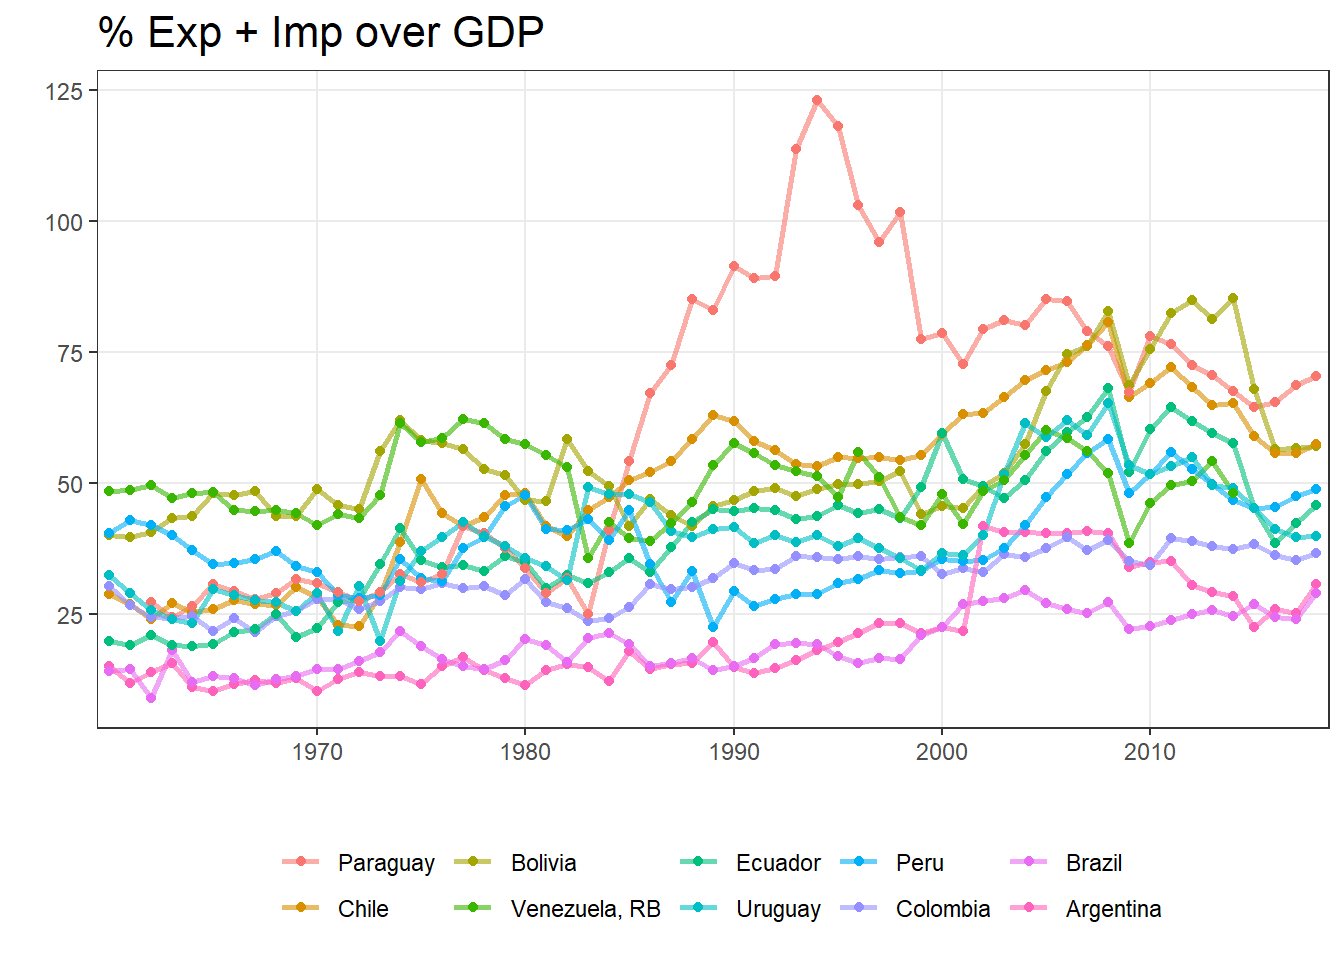 % Exp + Imp over GDP
125
100
75
50
25
1970 1980 1990 2000 2010
Paraguay Bolivia Ecuador Peru Brazil
Chile Venezuela, RB Uruguay Colombia Argentina